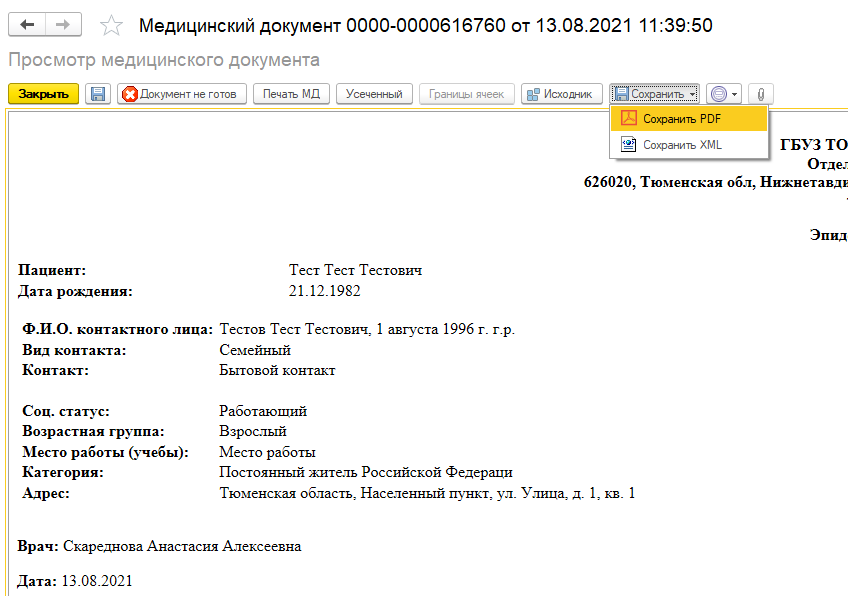 Медицинский документ 0000-0000616760 от 13.08.2021 11:39:50
Просмотр медицинского документа
Закрыть Документ не готов Печать МД Усеченный Границы ячеек Исходник Сохранить
Сохранить PDF
Сохранить XML
ГБУЗ ТО
Отдел
626020, Тюменская обл, Нижнетавди
Эпид
Пациент: Тест Тест Тестович
Дата рождения: 21.12.1982
Ф.И.О. контактного лица: Тестов Тест Тестович, 1 августа 1996 г. г.р.
Вид контакта: Семейный
Контакт: Бытовой контакт
Соц. статус: Работающий
Возрастная группа: Взрослый
Место работы (учебы): Место работы
Категория: Постоянный житель Российской Федераци
Адрес: Тюменская область, Населенный пункт, ул. Улица, д. 1, кв. 1
Врач: Скареднова Анастасия Алексеевна
Дата: 13.08.2021